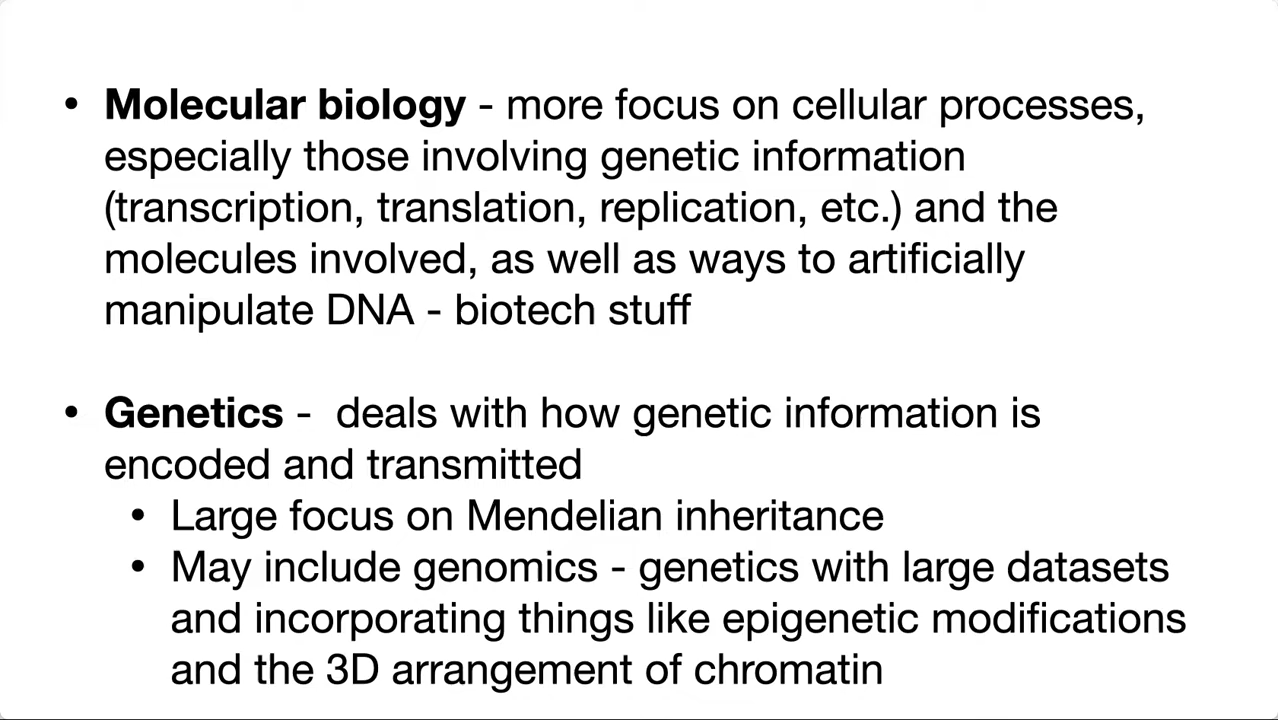 • Molecular biology - more focus on cellular processes,
especially those involving genetic information
(transcription, translation, replication, etc.) and the
molecules involved, as well as ways to artificially
manipulate DNA - biotech stuff
• Genetics -  deals with how genetic information is
encoded and transmitted
• Large focus on Mendelian inheritance
• May include genomics - genetics with large datasets
and incorporating things like epigenetic modifications
and the 3D arrangement of chromatin